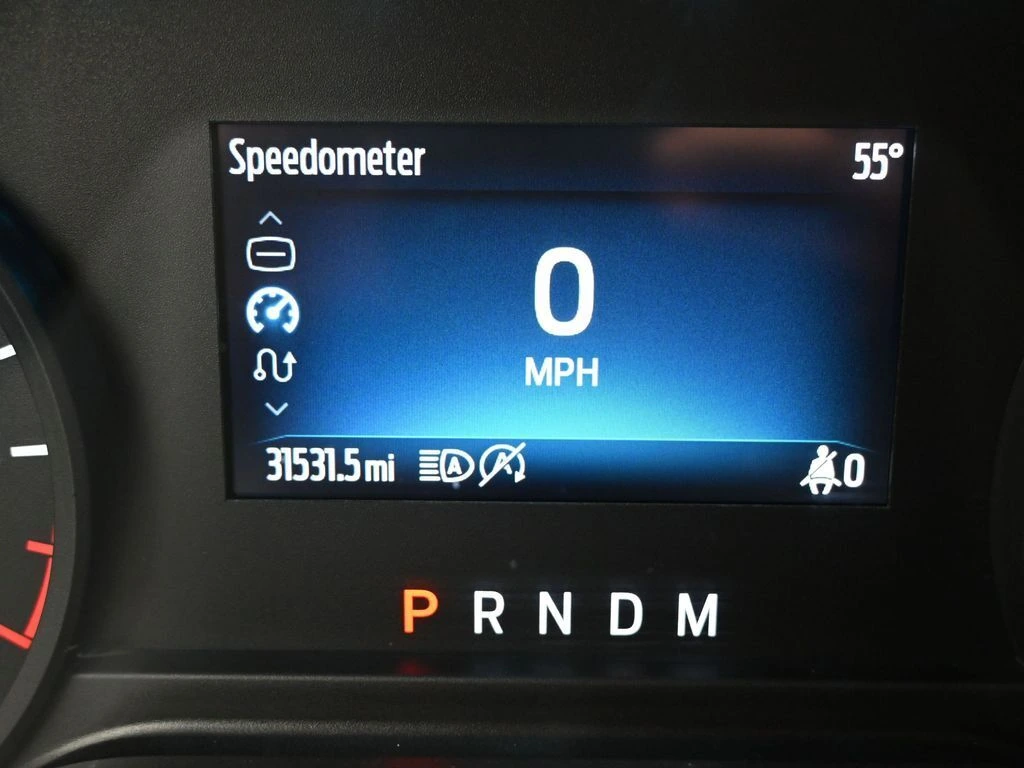 Speedometer 55°
0
MPH
31531.5 mi A A 0
P R N D M